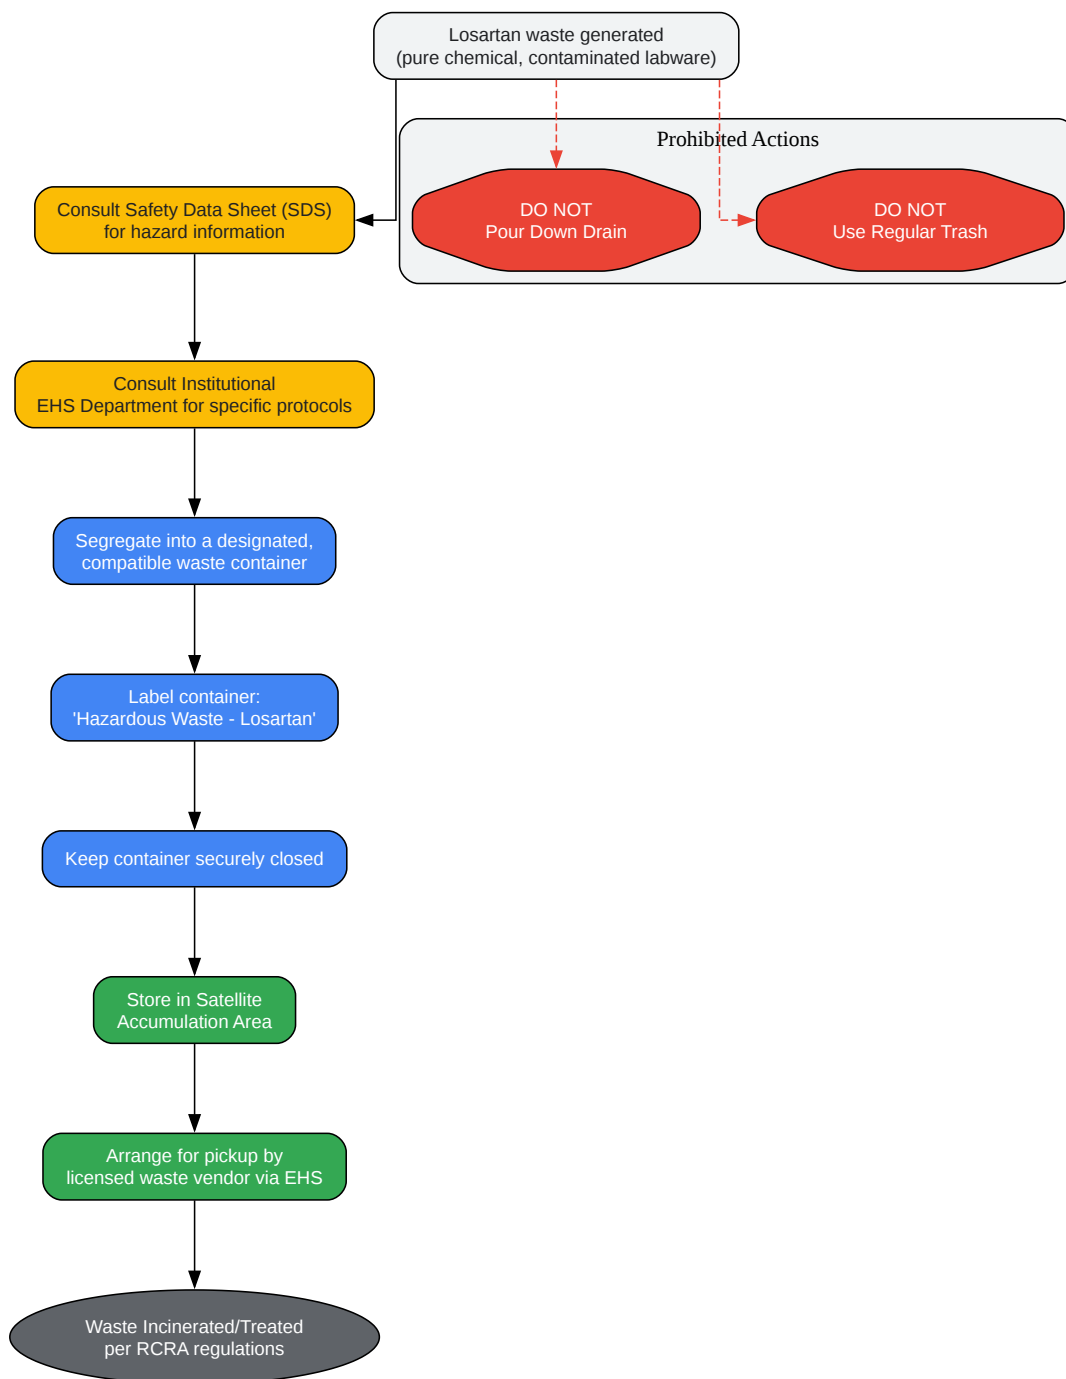 Losartan waste generated
(pure chemical, contaminated labware)
Prohibited Actions
DO NOT
Pour Down Drain
DO NOT
Use Regular Trash
Consult Safety Data Sheet (SDS)
for hazard information
Consult Institutional
EHS Department for specific protocols
Segregate into a designated,
compatible waste container
Label container:
'Hazardous Waste - Losartan'
Keep container securely closed
Store in Satellite
Accumulation Area
Arrange for pickup by
licensed waste vendor via EHS
Waste Incinerated/Treated
per RCRA regulations